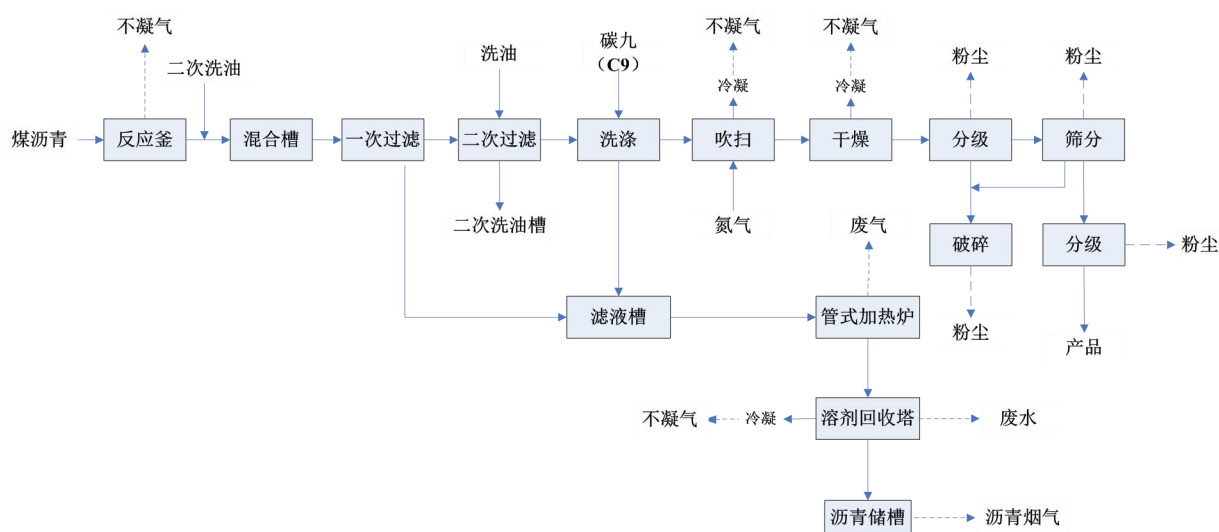 不凝气
不凝气
不凝气
粉尘
粉尘
碳九
（C9）
洗油
二次洗油
冷凝
冷凝
煤沥青
反应釜
混合槽
一次过滤
二次过滤
洗涤
吹扫
干燥
分级
筛分
二次洗油槽
氮气
废气
破碎
分级
粉尘
滤液槽
管式加热炉
粉尘
产品
不凝气
冷凝
溶剂回收塔
废水
沥青储槽
沥青烟气